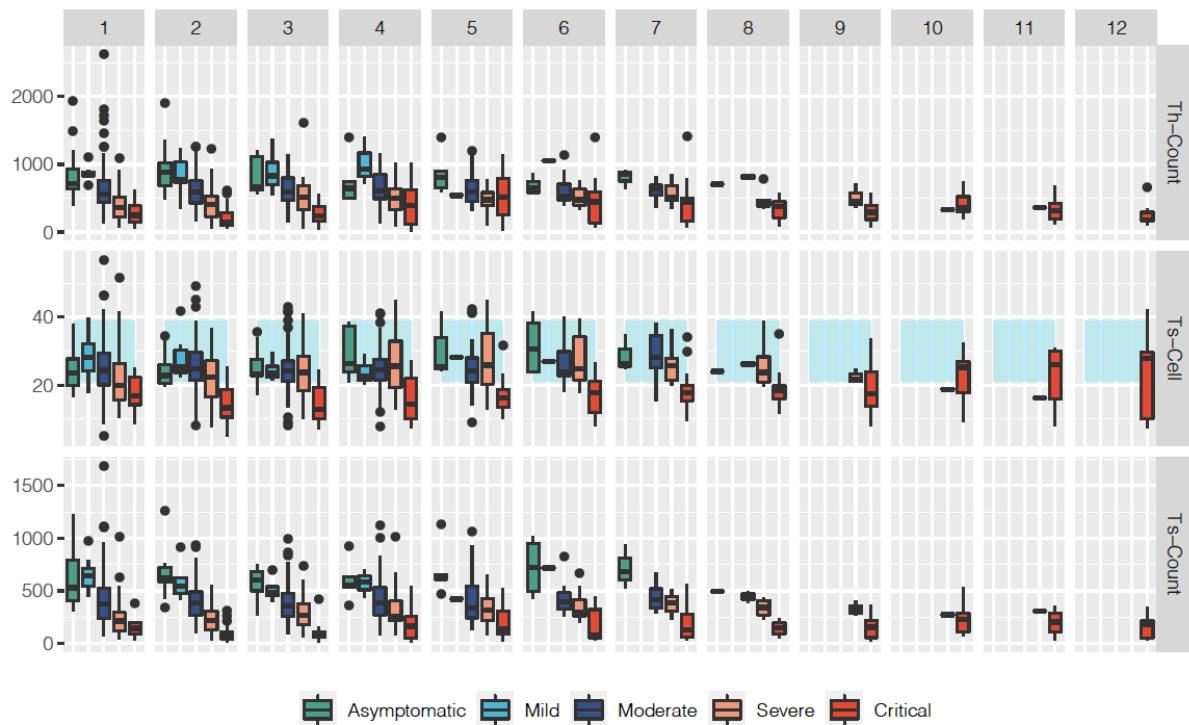 1 2 3 4 5 6 7 8 9 10 11 12
2000
1000
0
Th-Count
40
20
Ts-Cell
1500
1000
500
0
Ts-Count
Asymptomatic Mild Moderate Severe Critical